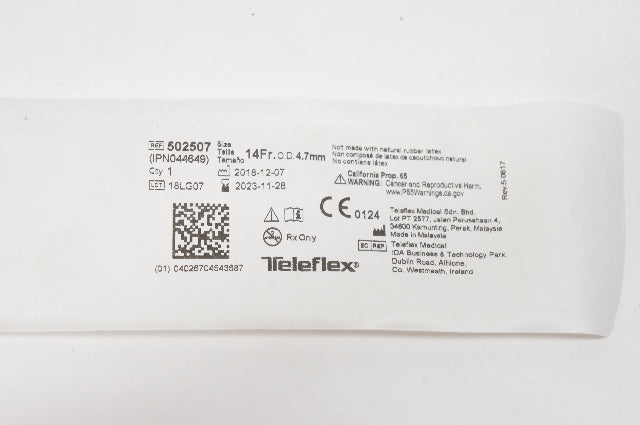 REF 502507
(IPN044649)
Qty 1
LOT 18LG07
Size
Taille
Tamaño
14Fr. O.D. 4.7mm
2018-12-07
2023-11-28
Rx Only
(01) 04026704543687
Teleflex®
Not made with natural rubber latex.
Non composé de latex de caoutchouc naturel
No contiene látex.
California Prop. 65
WARNING: Cancer and Reproductive Harm.
www.P65Warnings.ca.gov
CE 0124
Teleflex Medical Sdn. Bhd.
Lot PT 2577, Jalan Perusahaan 4,
34600 Kamunting, Perak, Malaysia
Made in Malaysia
EC REP
Teleflex Medical
IDA Business & Technology Park,
Dublin Road, Athlone,
Co. Westmeath, Ireland
Rev.5-0617